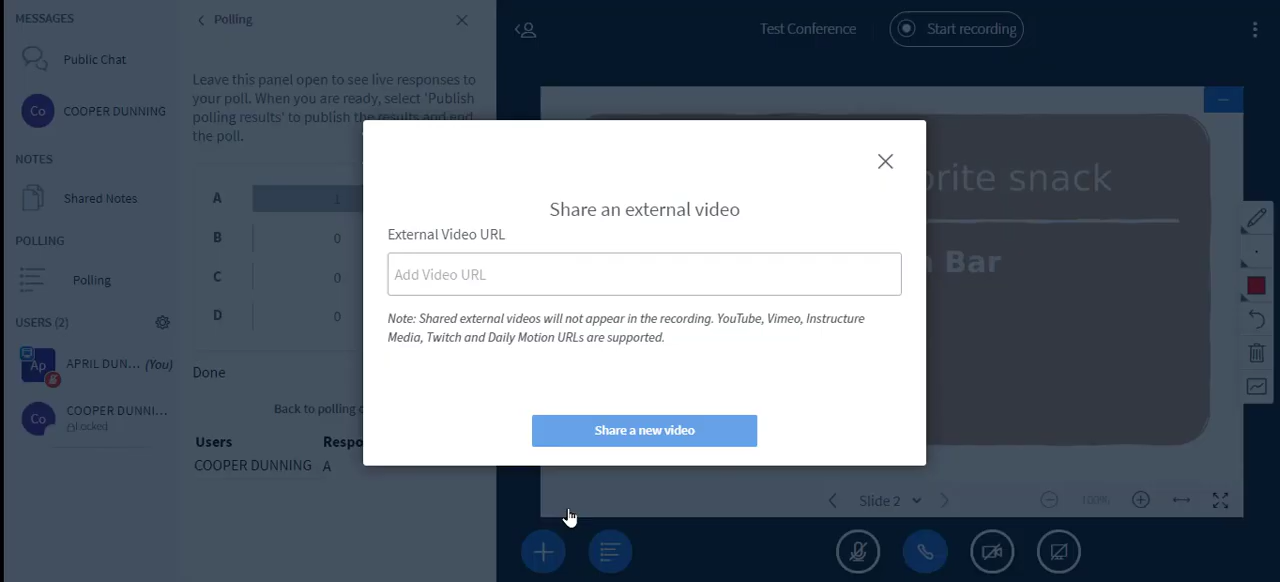 MESSAGES
Public Chat
Co
COOPER DUNNING
NOTES
Shared Notes
POLLING
Polling
USERS (2)
Ap
APRIL DUN... (You)
Co
COOPER DUNNI...
Locked
Polling
Leave this panel open to see live responses to
your poll. When you are ready, select 'Publish
polling results' to publish the results and end
the poll.
A 1
B 0
C 0
D 0
Done
Back to polling
Users
COOPER DUNNING A
Share an external video
External Video URL
Add Video URL
Note: Shared external videos will not appear in the recording. YouTube, Vimeo, Instructure
Media, Twitch and Daily Motion URLs are supported.
Share a new video
Test Conference
Start recording
snack
Bar
Slide 2
100%